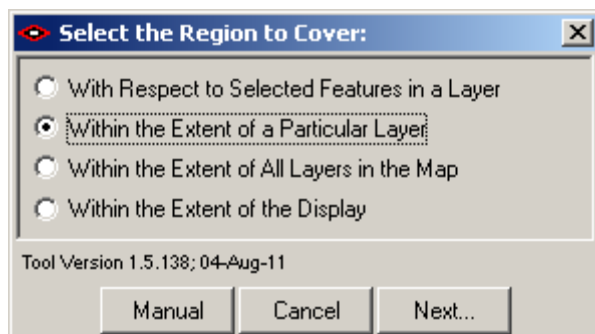 Select the Region to Cover:
With Respect to Selected Features in a Layer
Within the Extent of a Particular Layer
Within the Extent of All Layers in the Map
Within the Extent of the Display
Tool Version 1.5.138; 04-Aug-11
Manual Cancel Next...